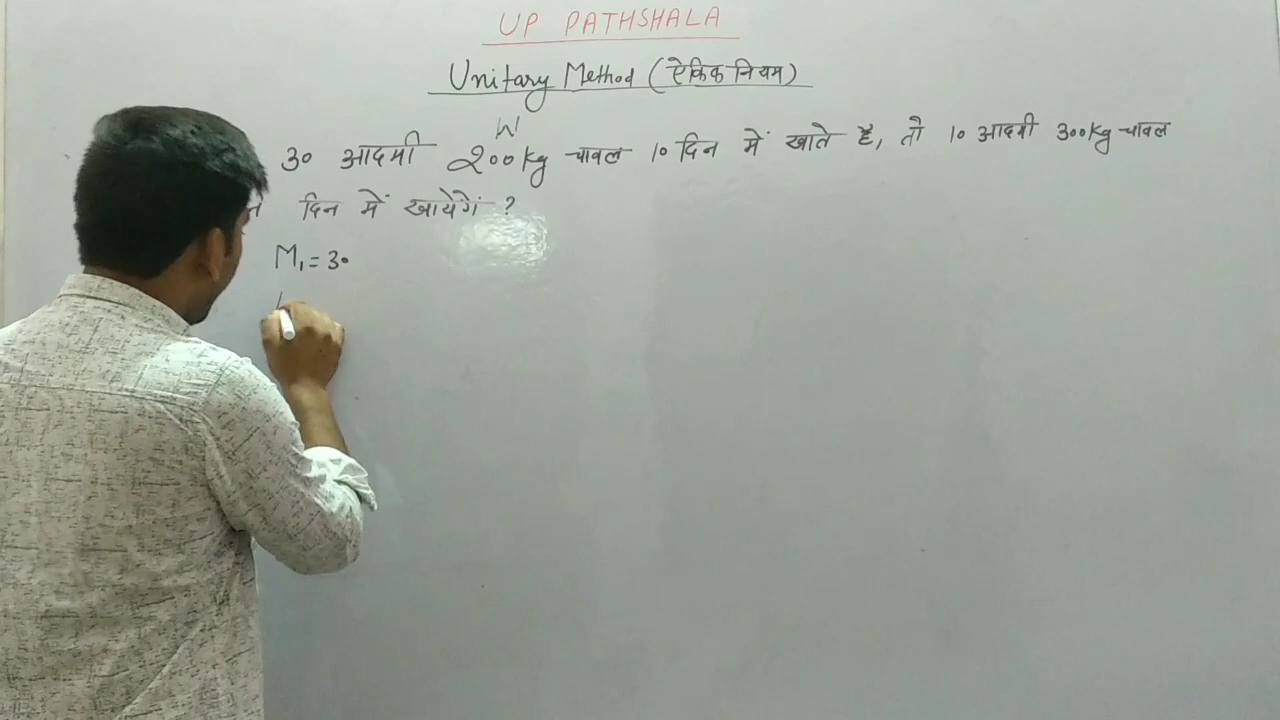 UP PATHSHALA
Unitary Method (ऐकिक नियम)
W
30 आदमी 200kg चावल 10 दिन में खाते है, तो 10 आदमी 300kg चावल
दिन में खायेगें ?
M₁ = 30